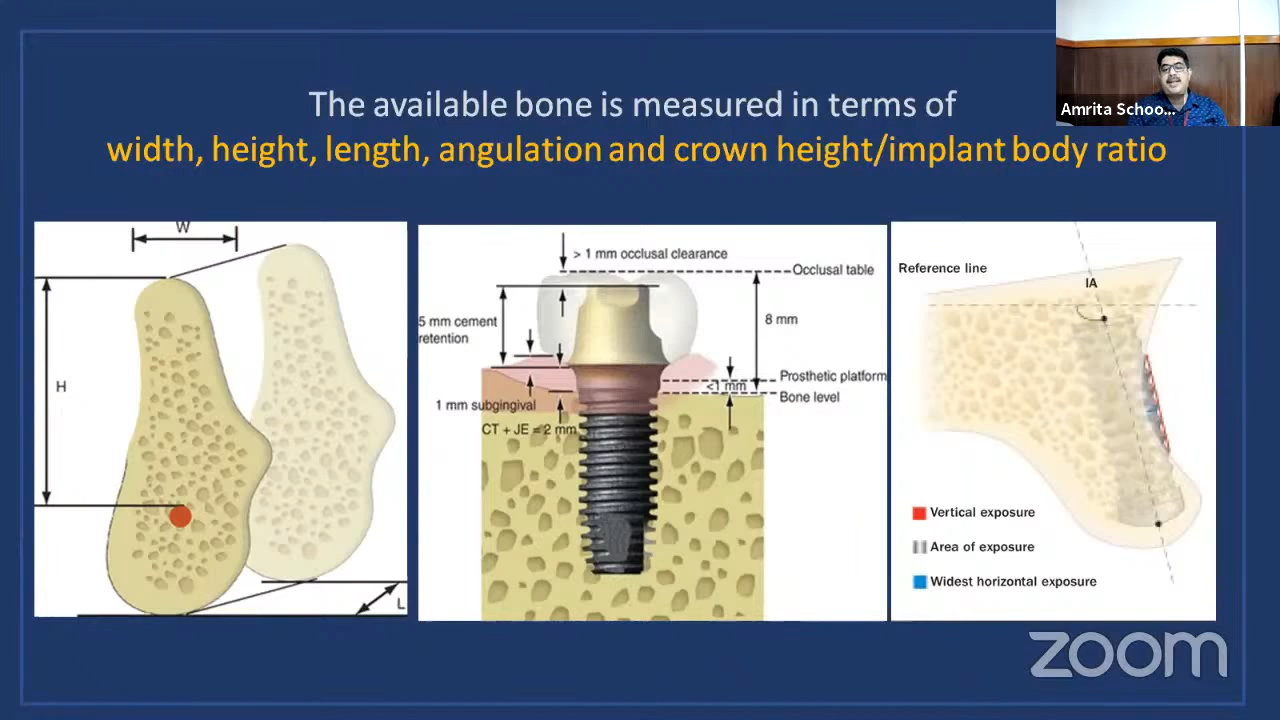 The available bone is measured in terms of
width, height, length, angulation and crown height/implant body ratio
Amrita Schoo...
W
H
L
> 1 mm occlusal clearance
Occlusal table
5 mm cement
retention
8 mm
Prosthetic platform
<1 mm
Bone level
1 mm subgingival
CT + JE = 2 mm
Reference line
IA
Vertical exposure
Area of exposure
Widest horizontal exposure
zoom